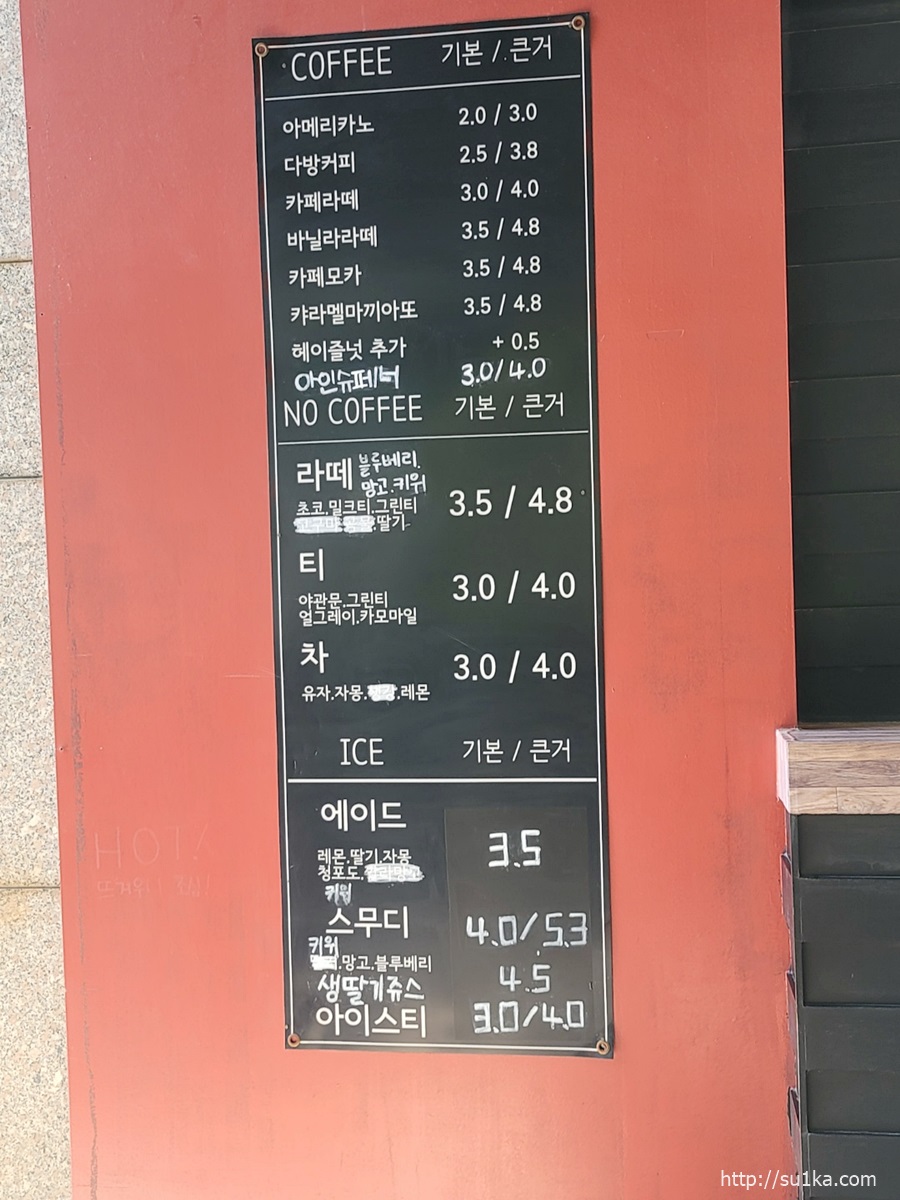 COFFEE 기본 / 큰거
아메리카노 2.0 / 3.0
다방커피 2.5 / 3.8
카페라떼 3.0 / 4.0
바닐라라떼 3.5 / 4.8
카페모카 3.5 / 4.8
캬라멜마끼아또 3.5 / 4.8
헤이즐넛 추가 + 0.5
아인슈페너 3.0/4.0
NO COFFEE 기본 / 큰거
라떼 블루베리.
망고.키위
초코.밀크티.그린티
.딸기
3.5 / 4.8
티
야관문.그린티
얼그레이.카모마일
3.0 / 4.0
차
유자.자몽. .레몬
3.0 / 4.0
ICE 기본 / 큰거
에이드
레몬.딸기.자몽
청포도.
키위
3.5
스무디 4.0/5.3
키위
.망고.블루베리
생딸기쥬스 4.5
아이스티 3.0/4.0
HOT
뜨거워! 조심!
http://su1ka.com